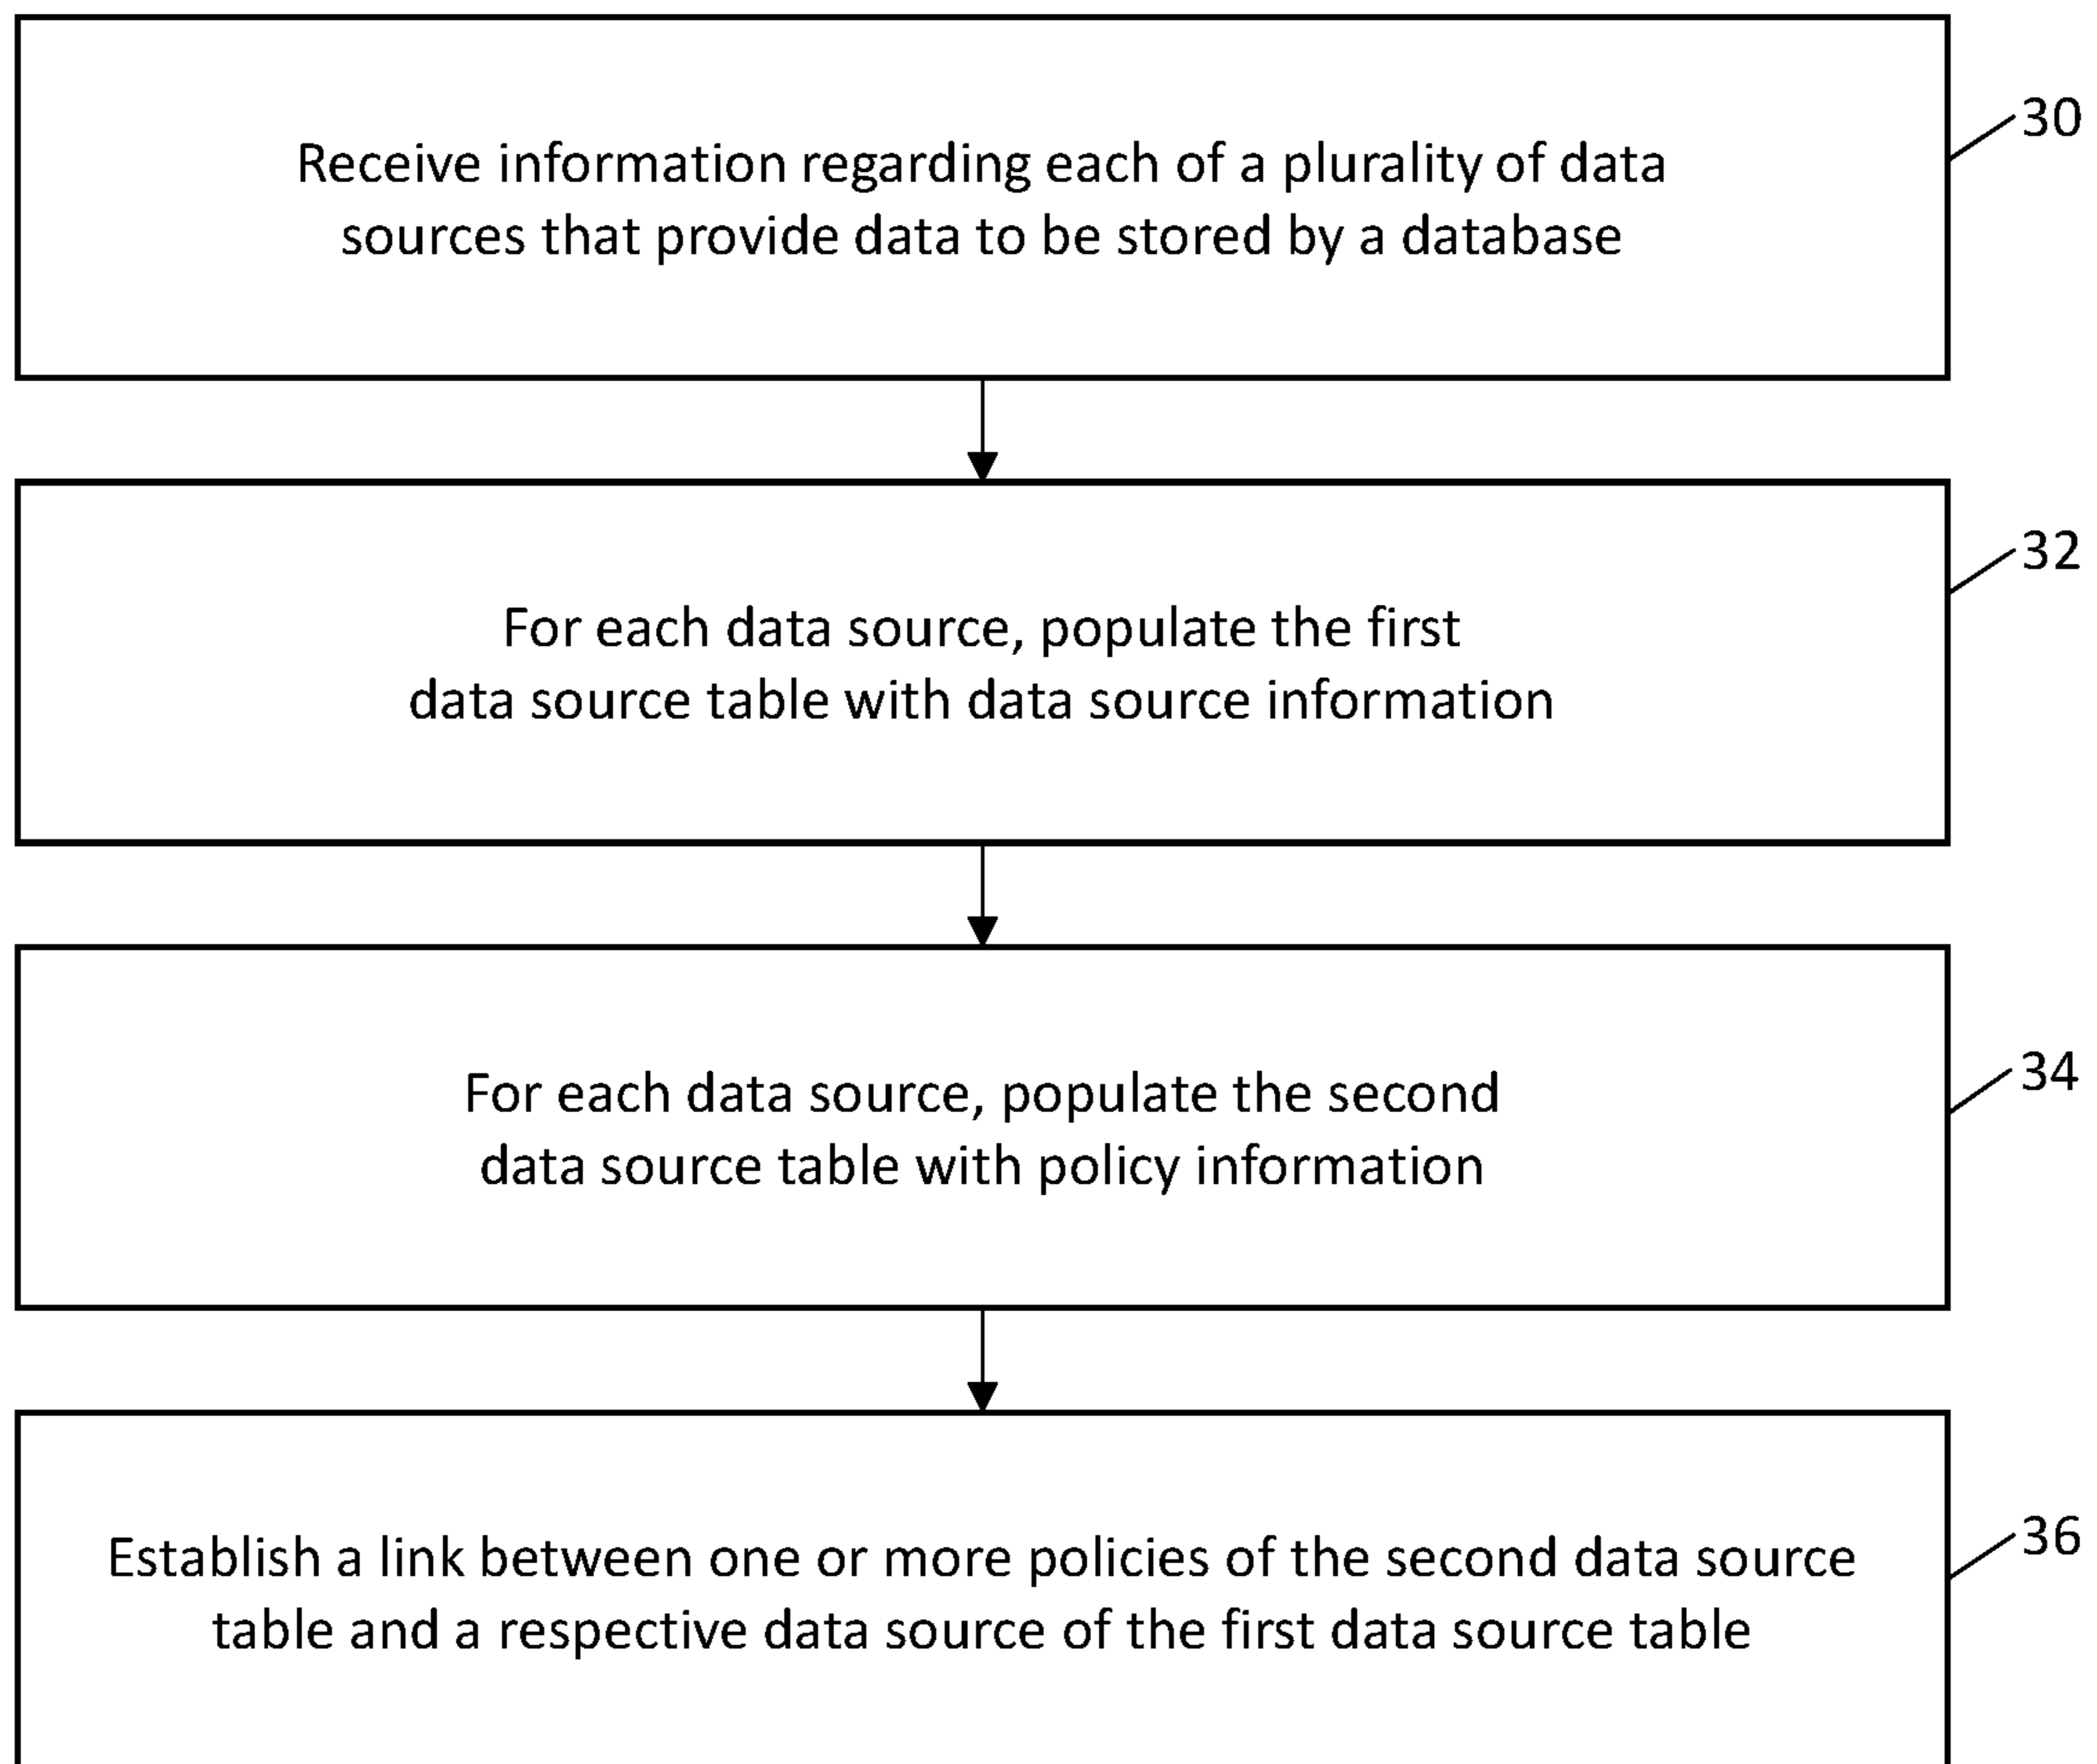 Receive information regarding each of a plurality of data
sources that provide data to be stored by a database
30
For each data source, populate the first
data source table with data source information
32
For each data source, populate the second
data source table with policy information
34
Establish a link between one or more policies of the second data source
table and a respective data source of the first data source table
36